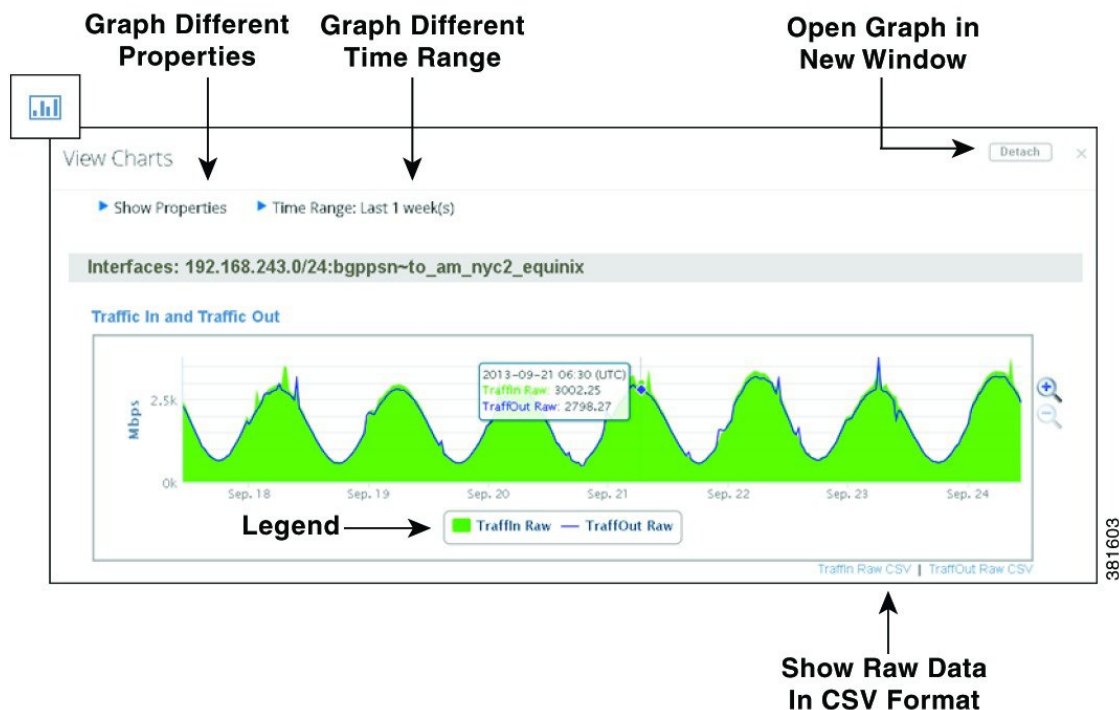 Graph Different
Properties
Graph Different
Time Range
Open Graph in
New Window
View Charts
Detach
×
Show Properties
Time Range: Last 1 week(s)
Interfaces: 192.168.243.0/24:bgppsn~to_am_nyc2_equinix
Traffic In and Traffic Out
Mbps
2.5k
0k
2013-09-21 06:30 (UTC)
TraffIn Raw: 3002.25
TraffOut Raw: 2798.27
Sep. 18
Sep. 19
Sep. 20
Sep. 21
Sep. 22
Sep. 23
Sep. 24
Legend
TraffIn Raw
TraffOut Raw
TraffIn Raw CSV | TraffOut Raw CSV
381603
Show Raw Data
In CSV Format